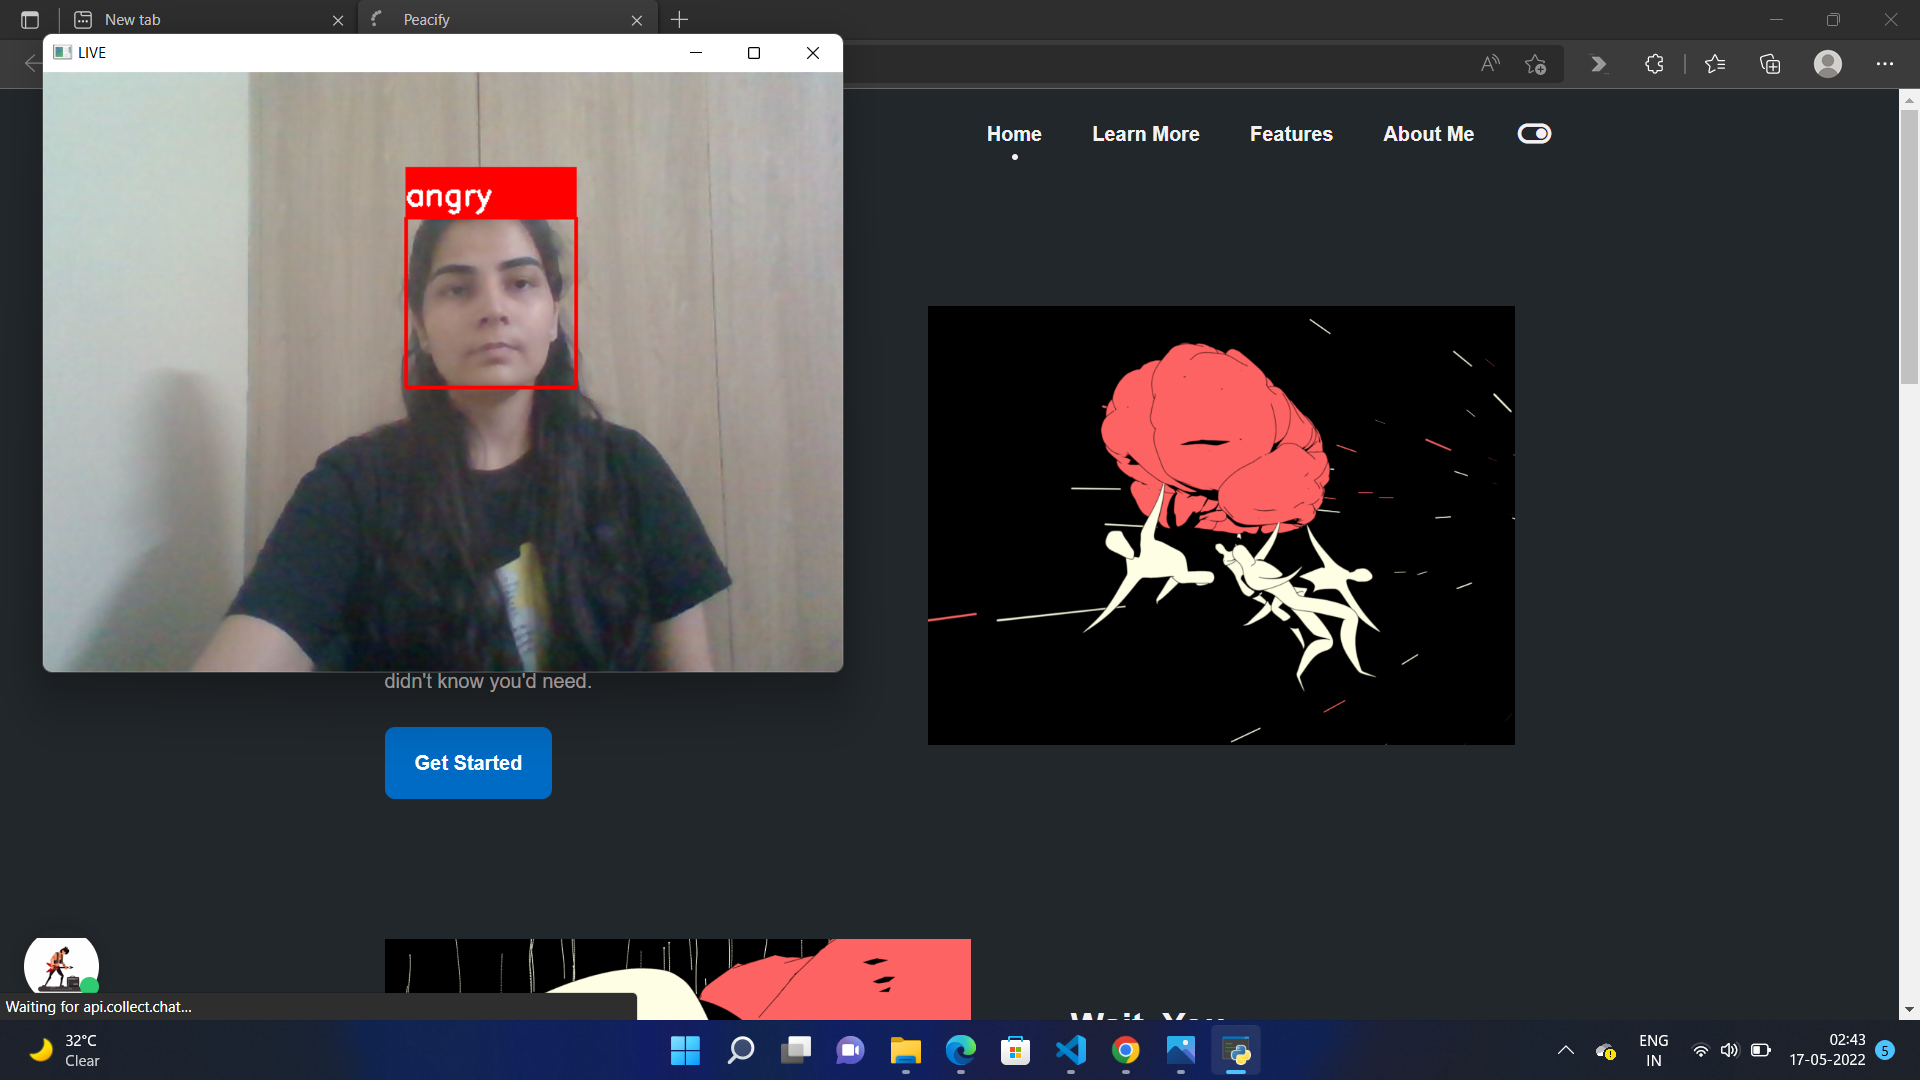 New tab
Peacify
LIVE
Home
Learn More
Features
About Me
angry
didn't know you'd need.
Get Started
Waiting for api.collect.chat...
32°C
Clear
ENG
IN
02:43
17-05-2022
5